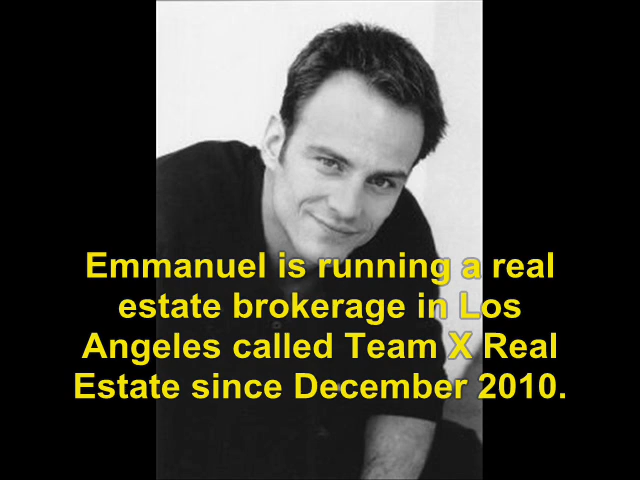 Emmanuel is running a real
estate brokerage in Los
Angeles called Team X Real
Estate since December 2010.